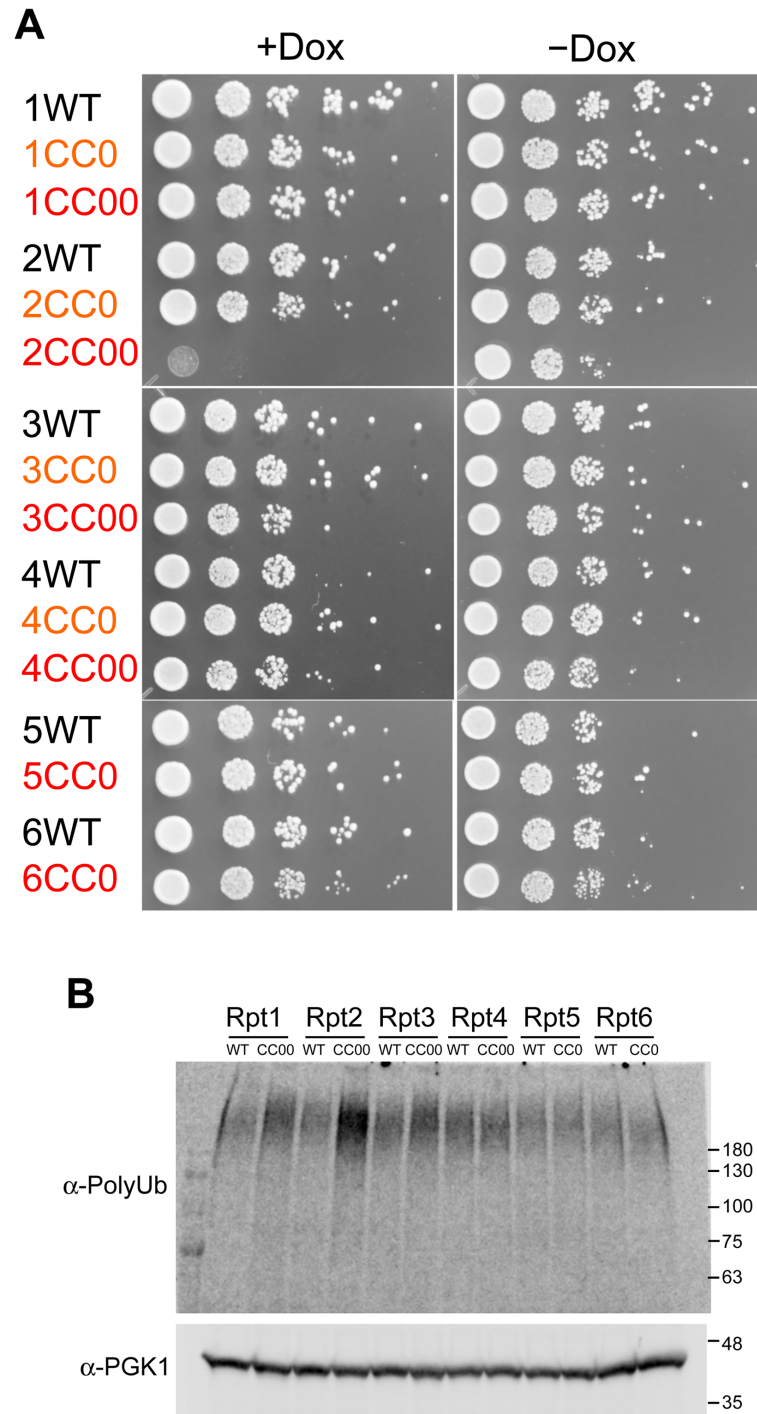 A
+Dox −Dox
1WT
1CC0
1CC00
2WT
2CC0
2CC00
3WT
3CC0
3CC00
4WT
4CC0
4CC00
5WT
5CC0
6WT
6CC0
B
Rpt1 Rpt2 Rpt3 Rpt4 Rpt5 Rpt6
WT CC00 WT CC00 WT CC00 WT CC00 WT CC0 WT CC0
180
130
α-PolyUb
100
75
63
48
α-PGK1
35